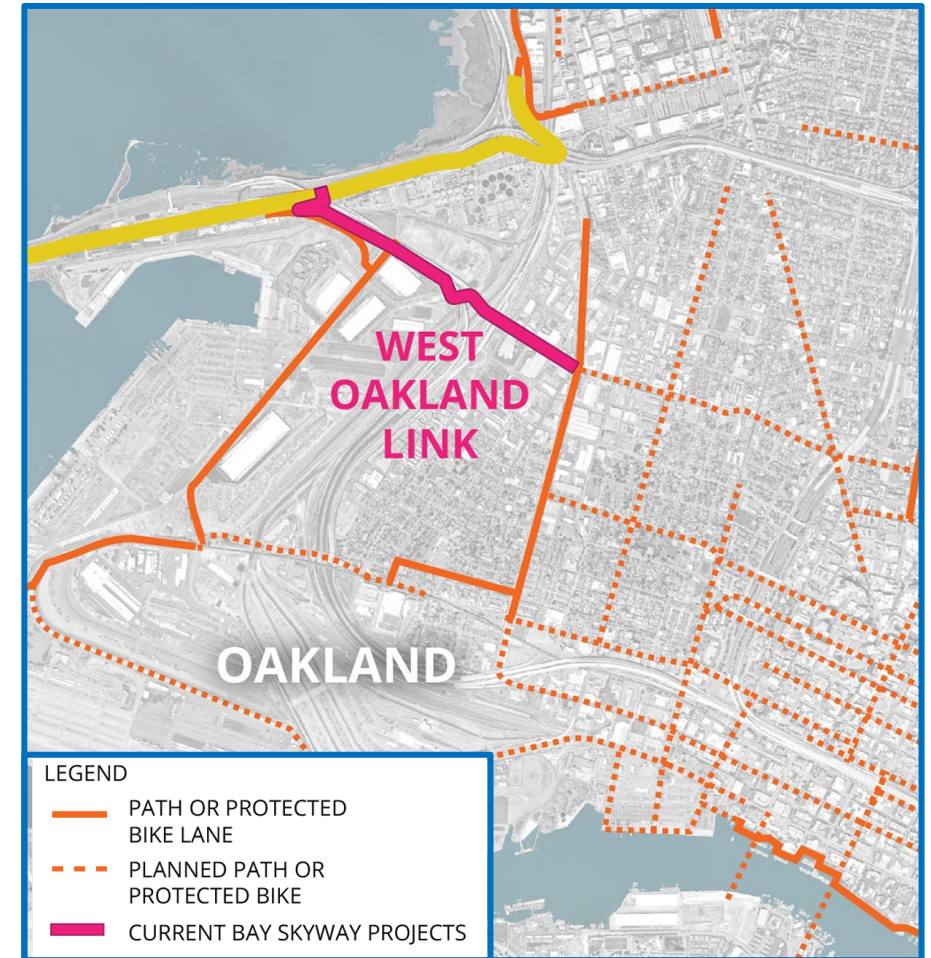 WEST
OAKLAND
LINK
OAKLAND
LEGEND
PATH OR PROTECTED
BIKE LANE
PLANNED PATH OR
PROTECTED BIKE
CURRENT BAY SKYWAY PROJECTS